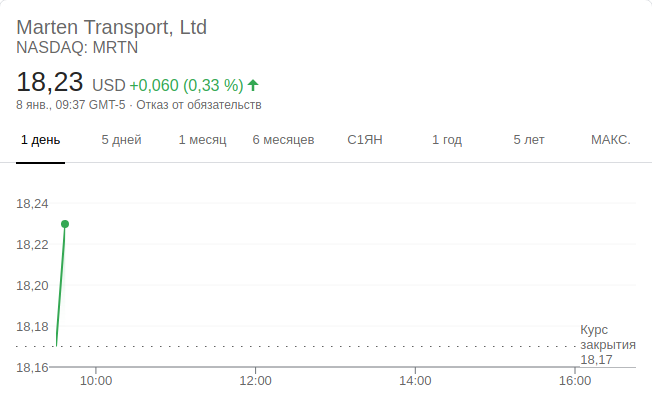 Marten Transport, Ltd
NASDAQ: MRTN
18,23 USD +0,060 (0,33 %)
8 янв., 09:37 GMT-5 · Отказ от обязательств
1 день 5 дней 1 месяц 6 месяцев С1ЯН 1 год 5 лет МАКС.
18,24
18,22
18,20
18,18
Курс
закрытия
18,17
18,16
10:00 12:00 14:00 16:00